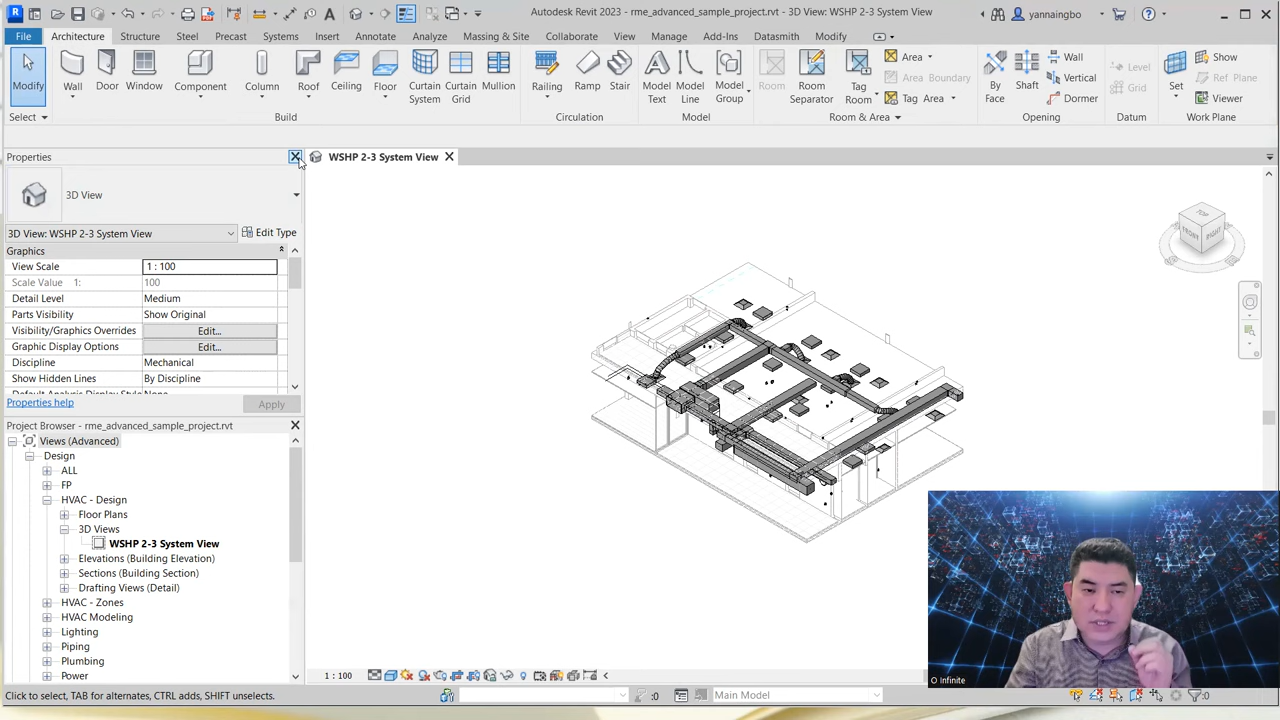 Autodesk Revit 2023 - rme_advanced_sample_project.rvt - 3D View: WSHP 2-3 System View
yannaingbo
File Architecture Structure Steel Precast Systems Insert Annotate Analyze Massing & Site Collaborate View Manage Add-Ins Datasmith Modify
Modify Wall Door Window Component Column Roof Ceiling Floor Curtain System Curtain Grid Mullion Railing Ramp Stair Model Text Model Line Model Group Room Room Separator Tag Room Area Area Boundary Tag Area By Face Shaft Wall Vertical Dormer Level Grid Set Show Ref Plane Viewer
Select Build Circulation Model Room & Area Opening Datum Work Plane
Properties
WSHP 2-3 System View
3D View
3D View: WSHP 2-3 System View Edit Type
Graphics
View Scale 1 : 100
Scale Value 1: 100
Detail Level Medium
Parts Visibility Show Original
Visibility/Graphics Overrides Edit...
Graphic Display Options Edit...
Discipline Mechanical
Show Hidden Lines By Discipline
Default Analysis Display Style None
Properties help Apply
Project Browser - rme_advanced_sample_project.rvt
Views (Advanced)
Design
ALL
FP
HVAC - Design
Floor Plans
3D Views
WSHP 2-3 System View
Elevations (Building Elevation)
Sections (Building Section)
Drafting Views (Detail)
HVAC - Zones
HVAC Modeling
Lighting
Piping
Plumbing
Power
TOP
FRONT RIGHT
1 : 100
O Infinite
Click to select, TAB for alternates, CTRL adds, SHIFT unselects.
:0
Main Model
:0